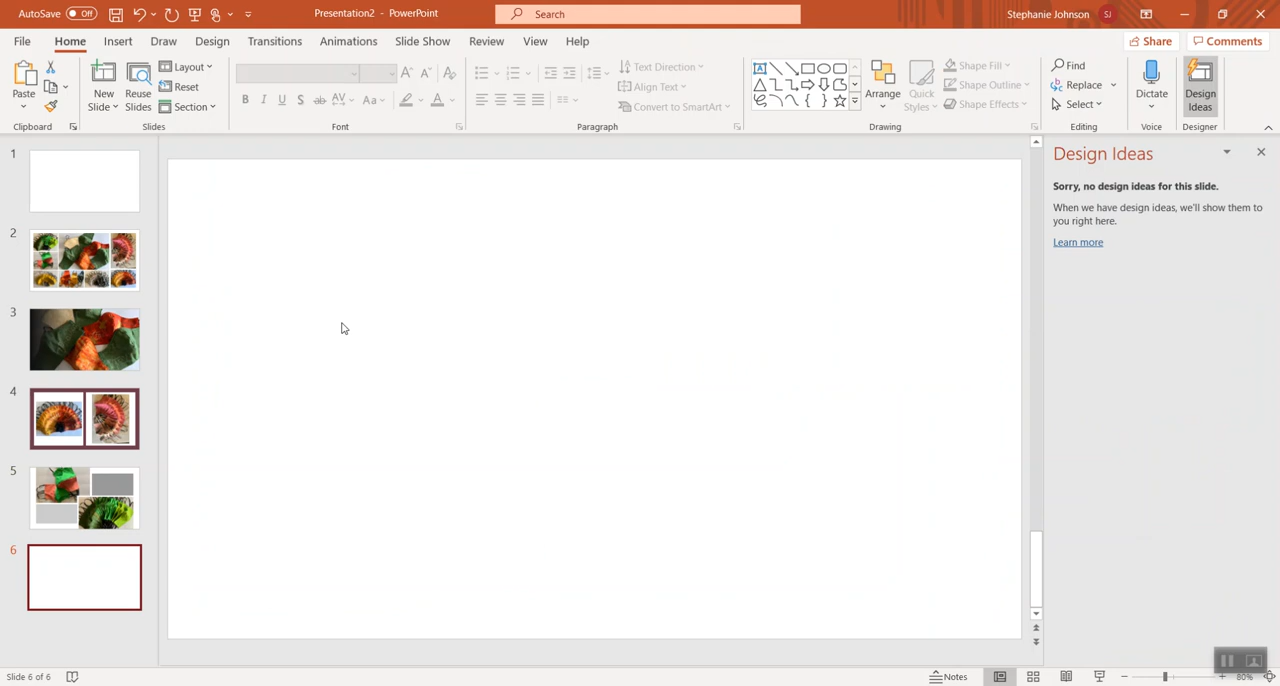 AutoSave Off Presentation2 - PowerPoint Search Stephanie Johnson SJ
File Home Insert Draw Design Transitions Animations Slide Show Review View Help Share Comments
Paste
Clipboard
New
Slide
Reuse
Slides
Layout
Reset
Section
Slides
B I U S ab AV Aa A
Font
Text Direction
Align Text
Convert to SmartArt
Paragraph
Arrange
Quick
Styles
Shape Fill
Shape Outline
Shape Effects
Drawing
Find
Replace
Select
Editing
Dictate
Voice
Design
Ideas
Designer
1
2
3
4
5
6
Design Ideas
Sorry, no design ideas for this slide.
When we have design ideas, we'll show them to
you right here.
Learn more
Slide 6 of 6 Notes 80%